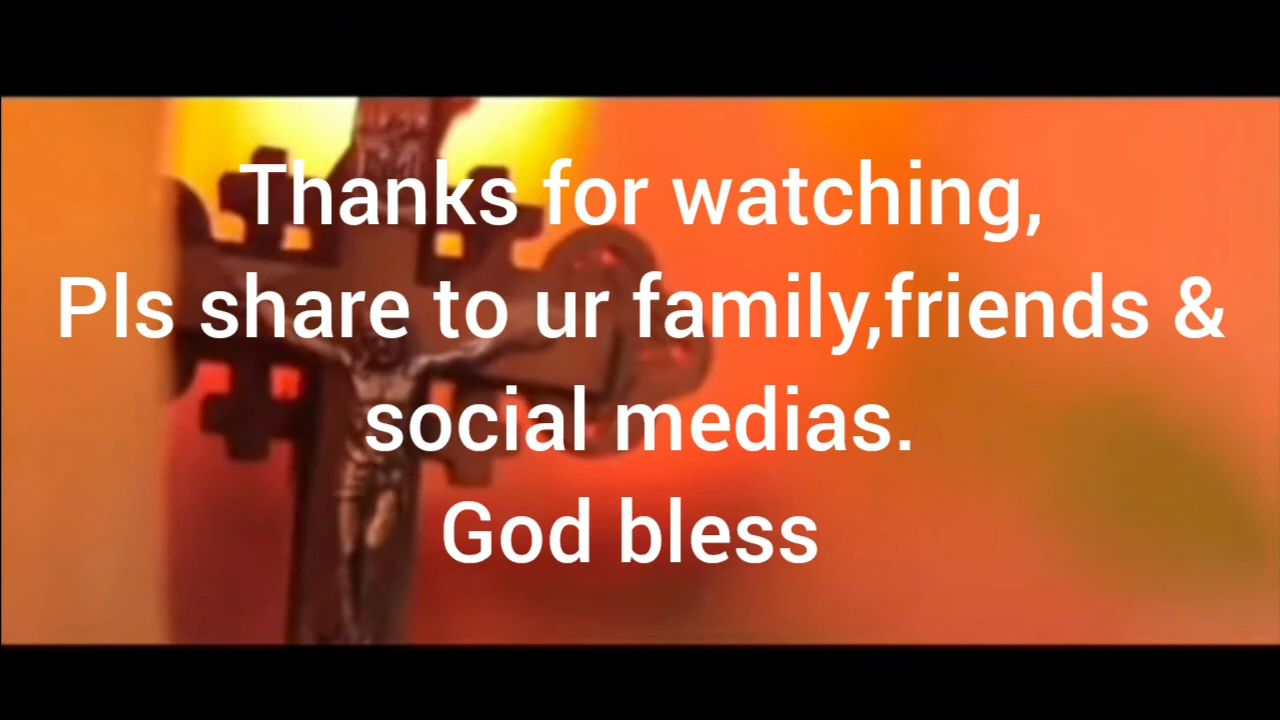 Thanks for watching,
Pls share to ur family,friends &
social medias.
God bless